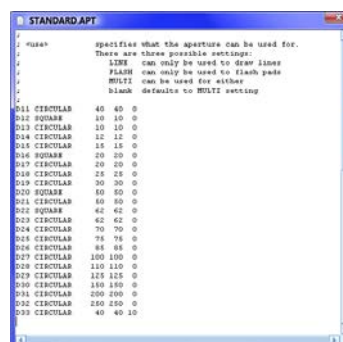 STANDARD.APT
;
; <use> specifies what the aperture can be used for.
; There are three possible settings:
; LINE can only be used to draw lines
; FLASH can only be used to flash pads
; MULTI can be used for either
; blank defaults to MULTI setting
;
D11 CIRCULAR 40 40 0
D12 SQUARE 10 10 0
D13 CIRCULAR 10 10 0
D14 CIRCULAR 12 12 0
D15 CIRCULAR 15 15 0
D16 SQUARE 20 20 0
D17 CIRCULAR 20 20 0
D18 CIRCULAR 25 25 0
D19 CIRCULAR 30 30 0
D20 SQUARE 50 50 0
D21 CIRCULAR 50 50 0
D22 SQUARE 62 62 0
D23 CIRCULAR 62 62 0
D24 CIRCULAR 70 70 0
D25 CIRCULAR 75 75 0
D26 CIRCULAR 85 85 0
D27 CIRCULAR 100 100 0
D28 CIRCULAR 110 110 0
D29 CIRCULAR 125 125 0
D30 CIRCULAR 150 150 0
D31 CIRCULAR 200 200 0
D32 CIRCULAR 250 250 0
D33 CIRCULAR 40 40 10